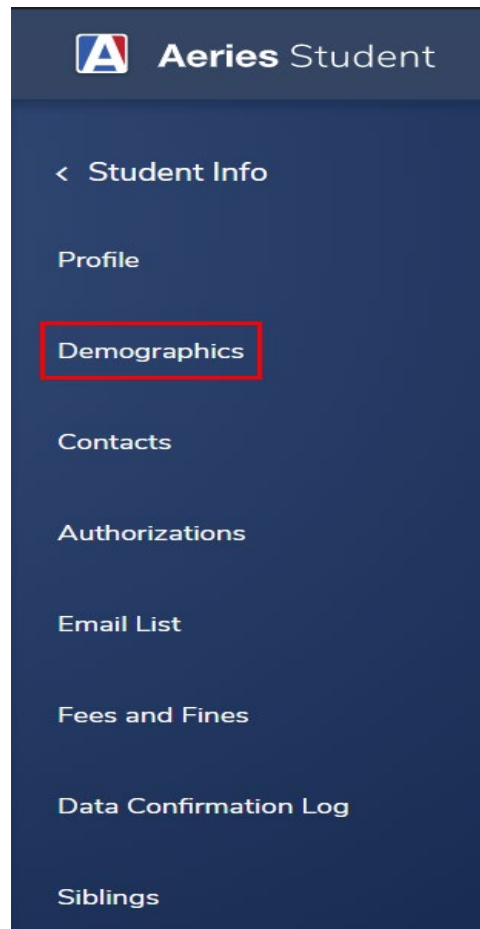 Aeries Student
< Student Info
Profile
Demographics
Contacts
Authorizations
Email List
Fees and Fines
Data Confirmation Log
Siblings